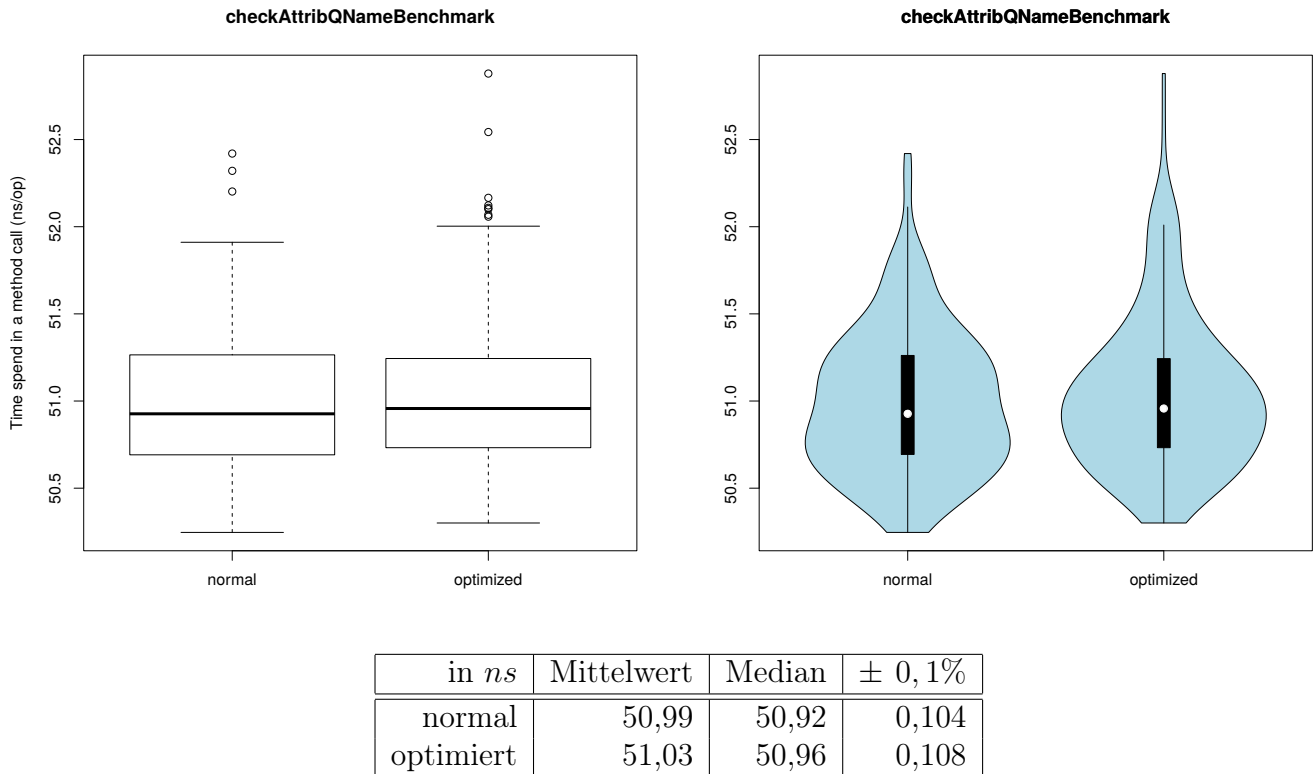 checkAttribQNameBenchmark
Time spend in a method call (ns/op)
52.5
52.0
51.5
51.0
50.5
normal optimized
checkAttribQNameBenchmark
52.5
52.0
51.5
51.0
50.5
normal optimized
in ns Mittelwert Median ± 0, 1%
normal 50,99 50,92 0,104
optimiert 51,03 50,96 0,108